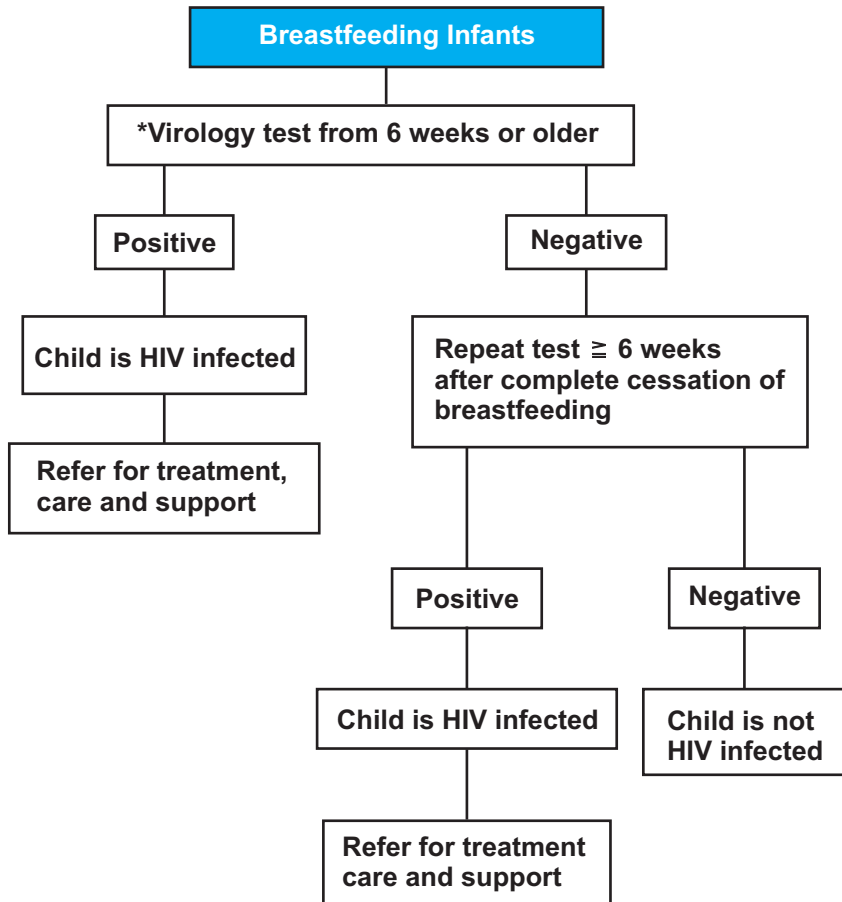 Breastfeeding Infants
*Virology test from 6 weeks or older
Positive
Negative
Child is HIV infected
Repeat test ≧ 6 weeks
after complete cessation of
breastfeeding
Refer for treatment,
care and support
Positive
Negative
Child is HIV infected
Child is not
HIV infected
Refer for treatment
care and support